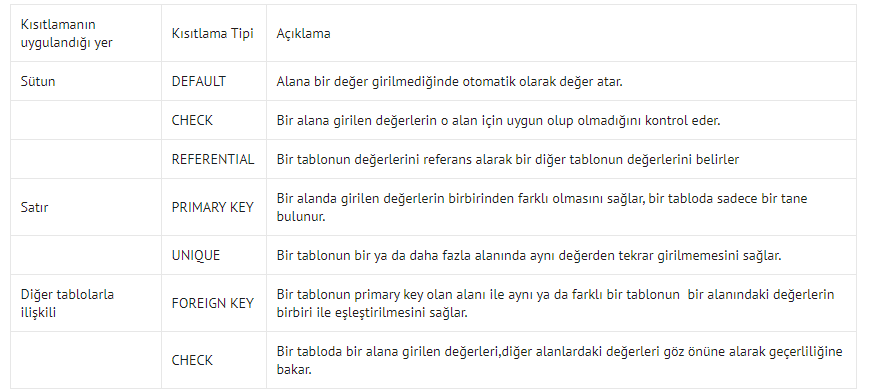 Kısıtlamanın
uygulandığı yer
Kısıtlama Tipi
Açıklama
Sütun
DEFAULT
Alana bir değer girilmediğinde otomatik olarak değer atar.
CHECK
Bir alana girilen değerlerin o alan için uygun olup olmadığını kontrol eder.
REFERENTIAL
Bir tablonun değerlerini referans alarak bir diğer tablonun değerlerini belirler
Satır
PRIMARY KEY
Bir alanda girilen değerlerin birbirinden farklı olmasını sağlar, bir tabloda sadece bir tane
bulunur.
UNIQUE
Bir tablonun bir ya da daha fazla alanında aynı değerden tekrar girilmemesini sağlar.
Diğer tablolarla
ilişkili
FOREIGN KEY
Bir tablonun primary key olan alanı ile aynı ya da farklı bir tablonun  bir alanındaki değerlerin
birbiri ile eşleştirilmesini sağlar.
CHECK
Bir tabloda bir alana girilen değerleri,diğer alanlardaki değerleri göz önüne alarak geçerliliğine
bakar.